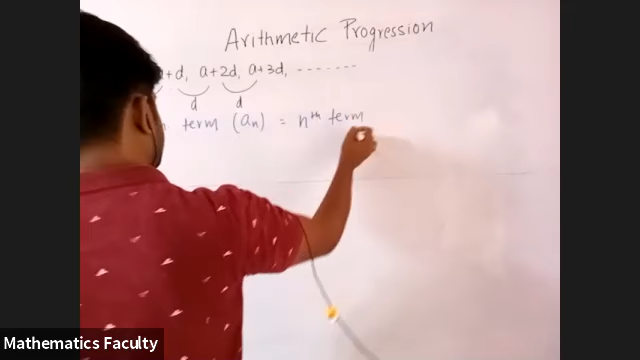 Arithmetic Progression
+d, a+2d, a+3d, -------
d d
term (aₙ) = nᵗʰ term
Mathematics Faculty